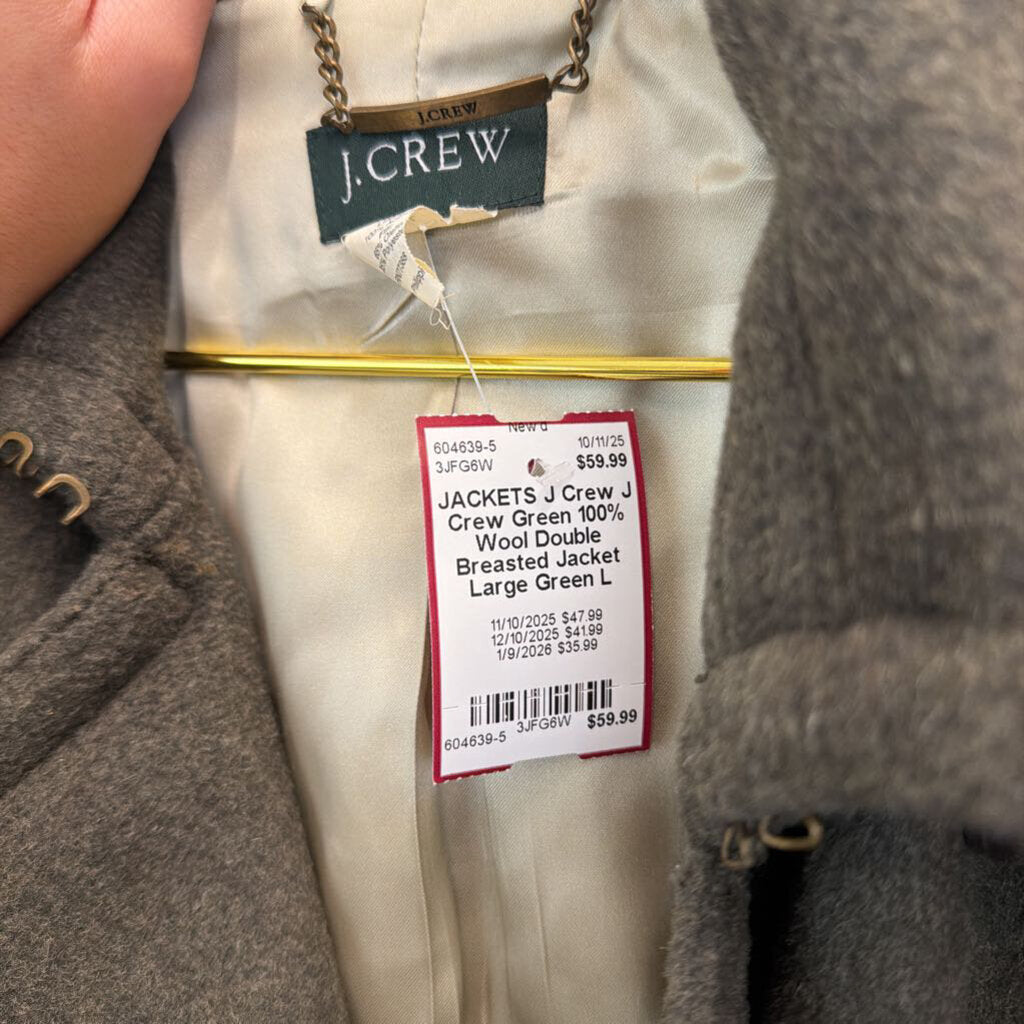 J.CREW
J.CREW
New d
604639-5 10/11/25
3JFG6W $59.99
JACKETS J Crew J
Crew Green 100%
Wool Double
Breasted Jacket
Large Green L
11/10/2025 $47.99
12/10/2025 $41.99
1/9/2026 $35.99
604639-5 3JFG6W $59.99